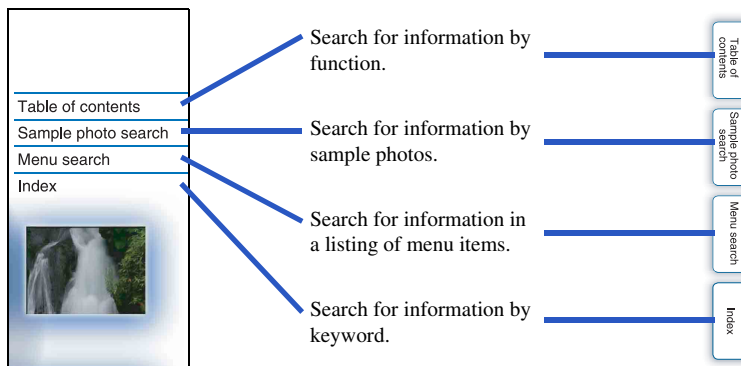 Table of contents
Sample photo search
Menu search
Index
Search for information by
function.
Search for information by
sample photos.
Search for information in
a listing of menu items.
Search for information by
keyword.
Table of
contents
Sample photo
search
Menu search
Index